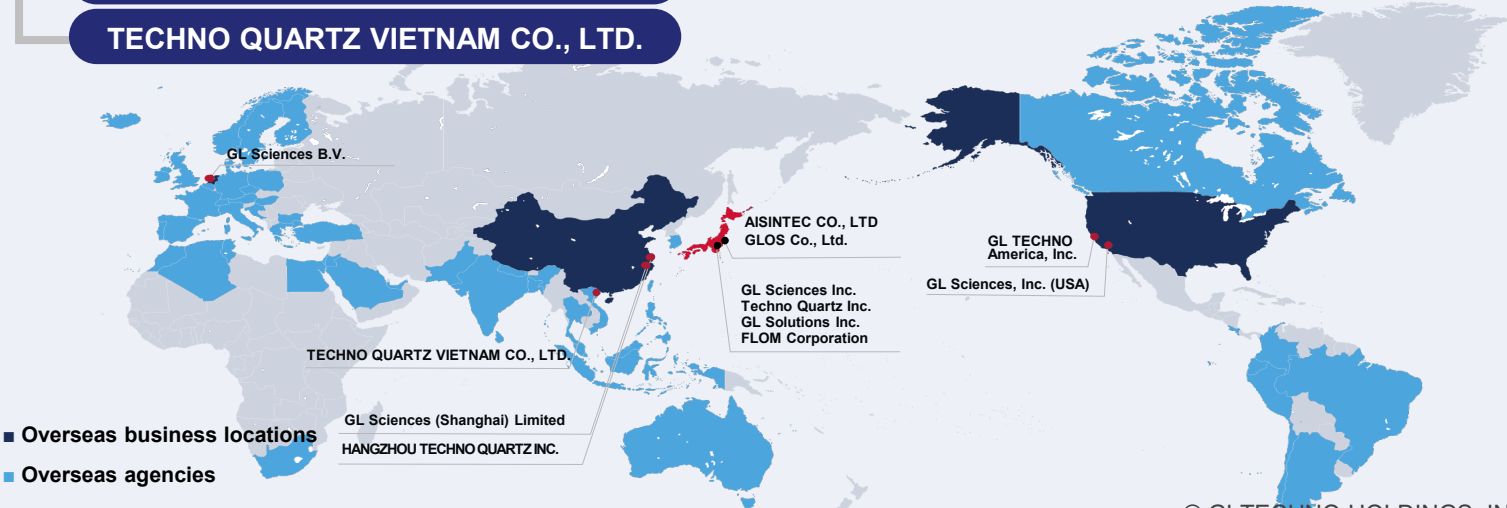 TECHNO QUARTZ VIETNAM CO., LTD.
GL Sciences B.V.
AISINTEC CO., LTD
GLOS Co., Ltd.
GL TECHNO
America, Inc.
GL Sciences, Inc. (USA)
GL Sciences Inc.
Techno Quartz Inc.
GL Solutions Inc.
FLOM Corporation
TECHNO QUARTZ VIETNAM CO., LTD.
GL Sciences (Shanghai) Limited
HANGZHOU TECHNO QUARTZ INC.
Overseas business locations
Overseas agencies